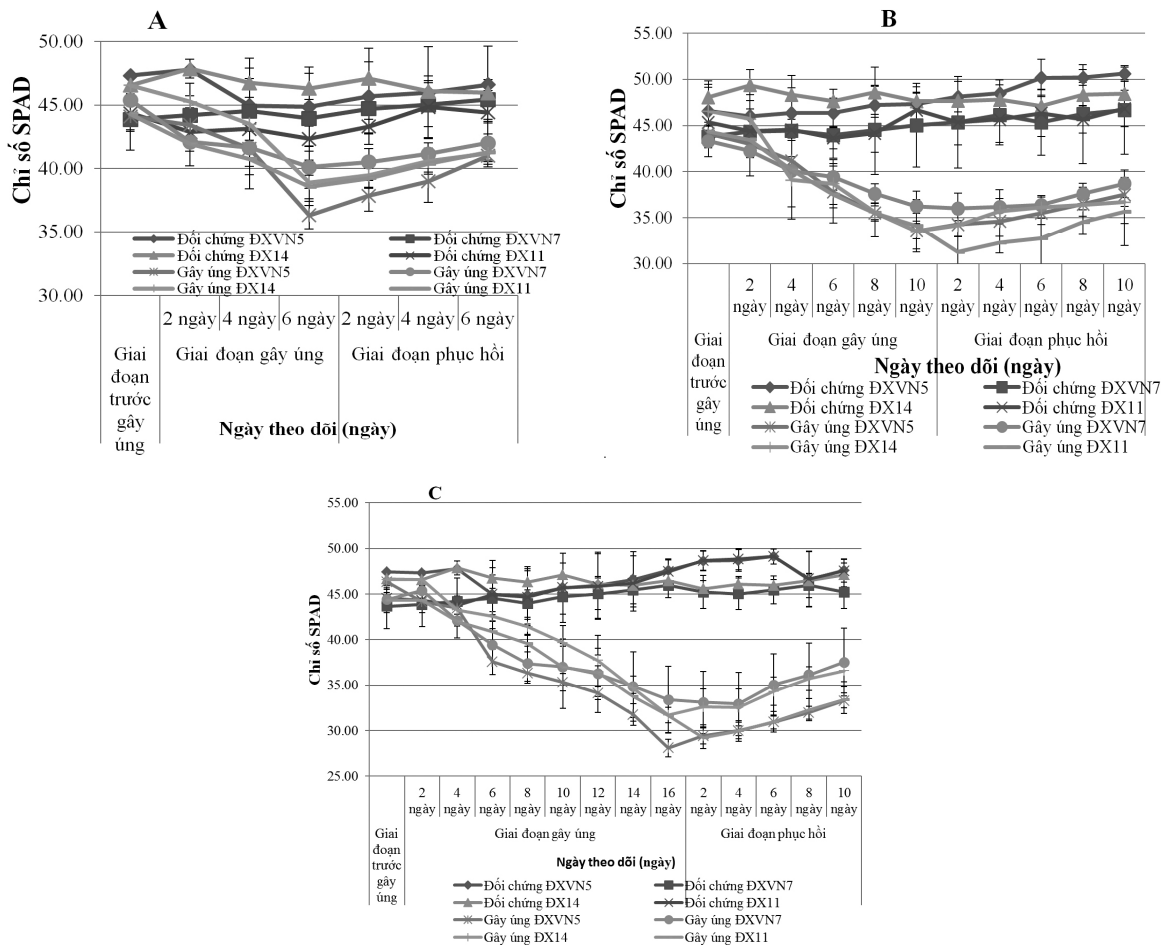 A
50.00
45.00
40.00
35.00
30.00
Chỉ số SPAD
Đối chứng ĐXVN5
Đối chứng ĐXVN7
Đối chứng ĐX14
Đối chứng ĐX11
Gây úng ĐXVN5
Gây úng ĐXVN7
Gây úng ĐX14
Gây úng ĐX11
2 ngày
4 ngày
6 ngày
2 ngày
4 ngày
6 ngày
Giai đoạn trước gây úng
Giai đoạn gây úng
Giai đoạn phục hồi
Ngày theo dõi (ngày)
B
55.00
50.00
45.00
40.00
35.00
30.00
Chỉ số SPAD
2 ngày
4 ngày
6 ngày
8 ngày
10 ngày
2 ngày
4 ngày
6 ngày
8 ngày
10 ngày
Giai đoạn trước gây úng
Giai đoạn gây úng
Giai đoạn phục hồi
Ngày theo dõi (ngày)
Đối chứng ĐXVN5
Đối chứng ĐXVN7
Đối chứng ĐX14
Đối chứng ĐX11
Gây úng ĐXVN5
Gây úng ĐXVN7
Gây úng ĐX14
Gây úng ĐX11
C
55.00
50.00
45.00
40.00
35.00
30.00
25.00
Chỉ số SPAD
2 ngày
4 ngày
6 ngày
8 ngày
10 ngày
12 ngày
14 ngày
16 ngày
2 ngày
4 ngày
6 ngày
8 ngày
10 ngày
Giai đoạn trước gây úng
Giai đoạn gây úng
Giai đoạn phục hồi
Ngày theo dõi (ngày)
Đối chứng ĐXVN5
Đối chứng ĐXVN7
Đối chứng ĐX14
Đối chứng ĐX11
Gây úng ĐXVN5
Gây úng ĐXVN7
Gây úng ĐX14
Gây úng ĐX11